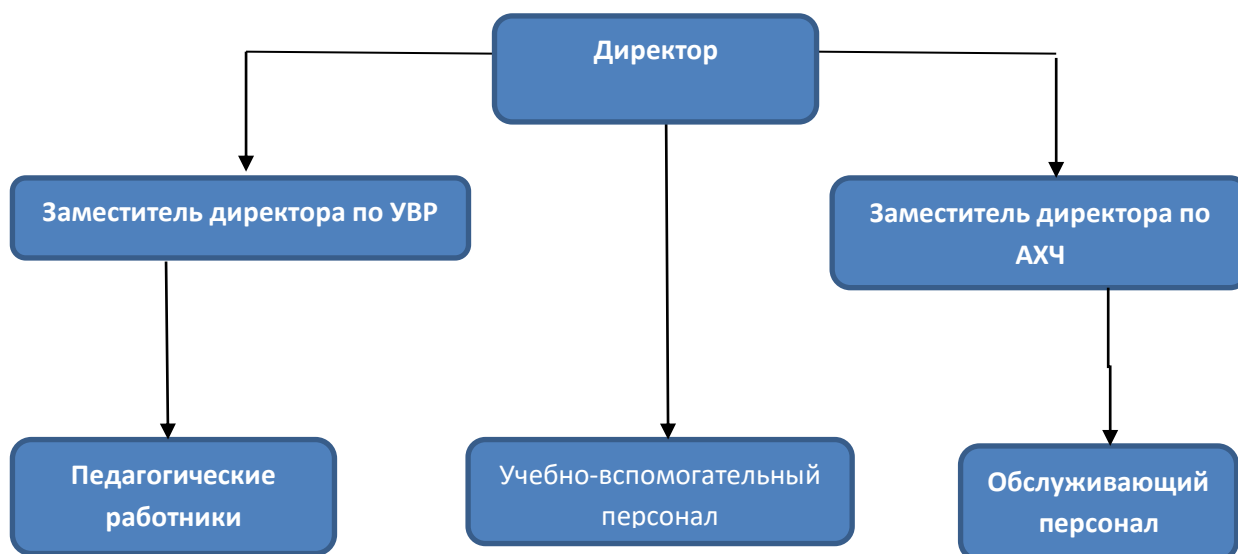 Директор
Заместитель директора по УВР
Заместитель директора по
АХЧ
Педагогические
работники
Учебно-вспомогательный
персонал
Обслуживающий
персонал